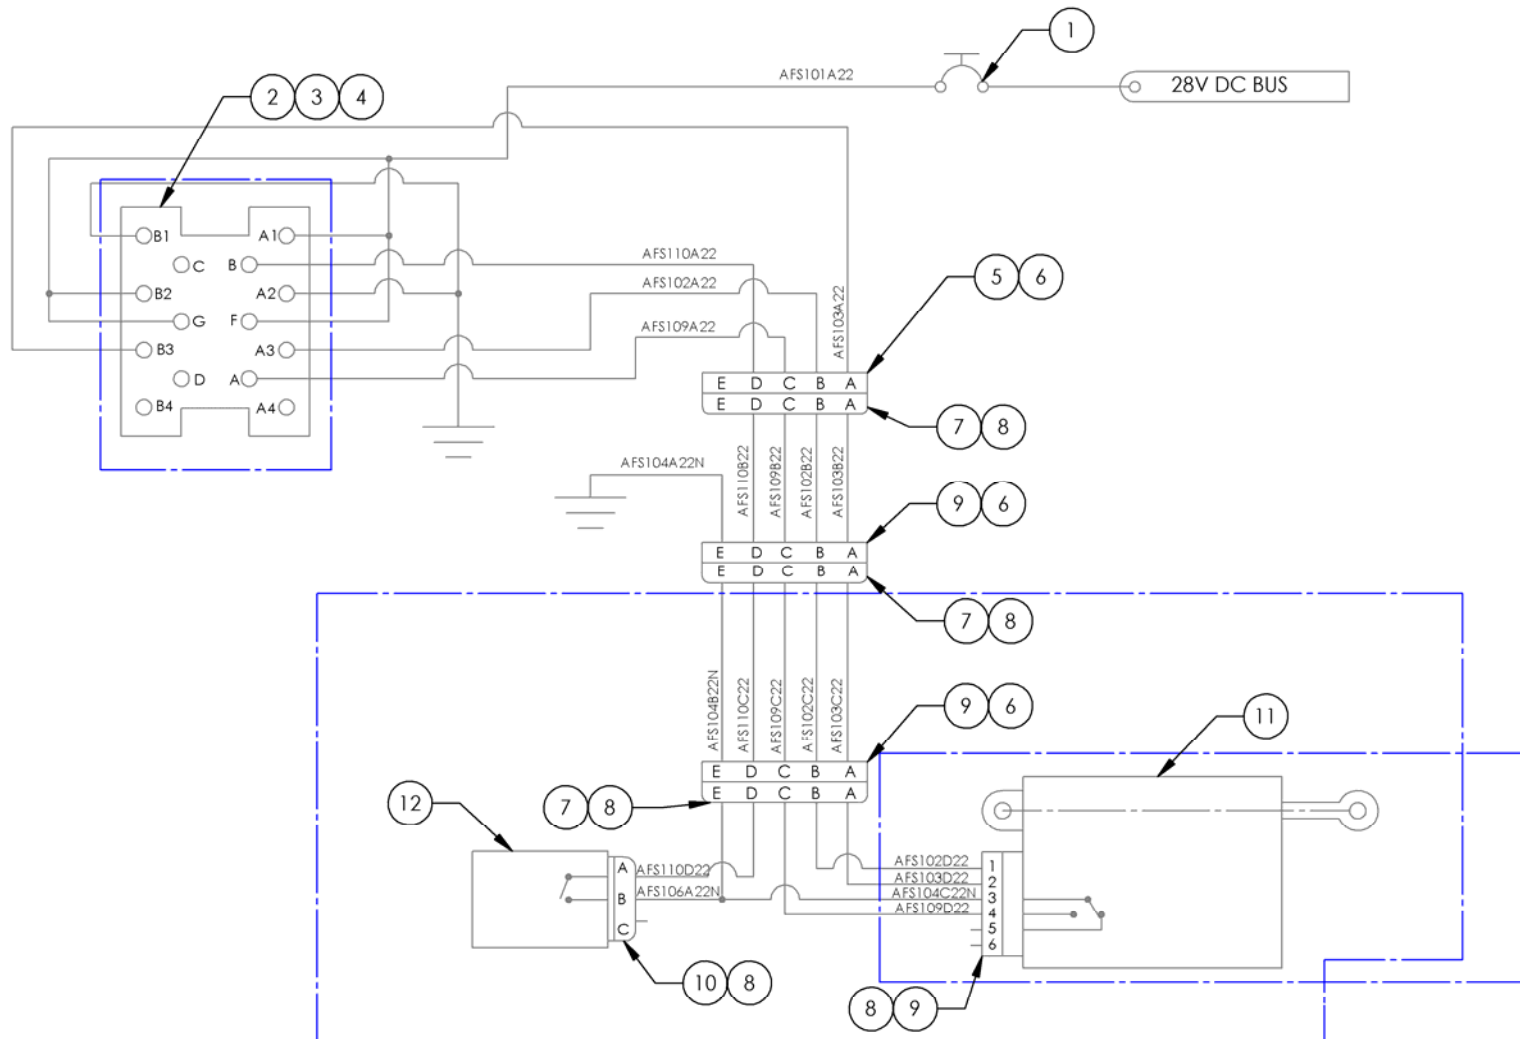 1
AFS101A22
28V DC BUS
2 3 4
B1 A1
C B
AFS110A22
B2 A2
AFS102A22
5 6
G F
AFS109A22
AFS103A22
B3 A3
D A
B4 A4
E D C B A
E D C B A
7 8
AFS104A22N
AFS110B22
AFS109B22
AFS102B22
AFS103B22
9 6
E D C B A
E D C B A
7 8
AFS104B22N
AFS110C22
AFS109C22
AFS102C22
AFS103C22
9 6
11
E D C B A
E D C B A
12
7 8
A
AFS110D22
B
AFS106A22N
C
AFS102D22
1
AFS103D22
2
AFS104C22N
3
AFS109D22
4
5
6
10 8
8 9